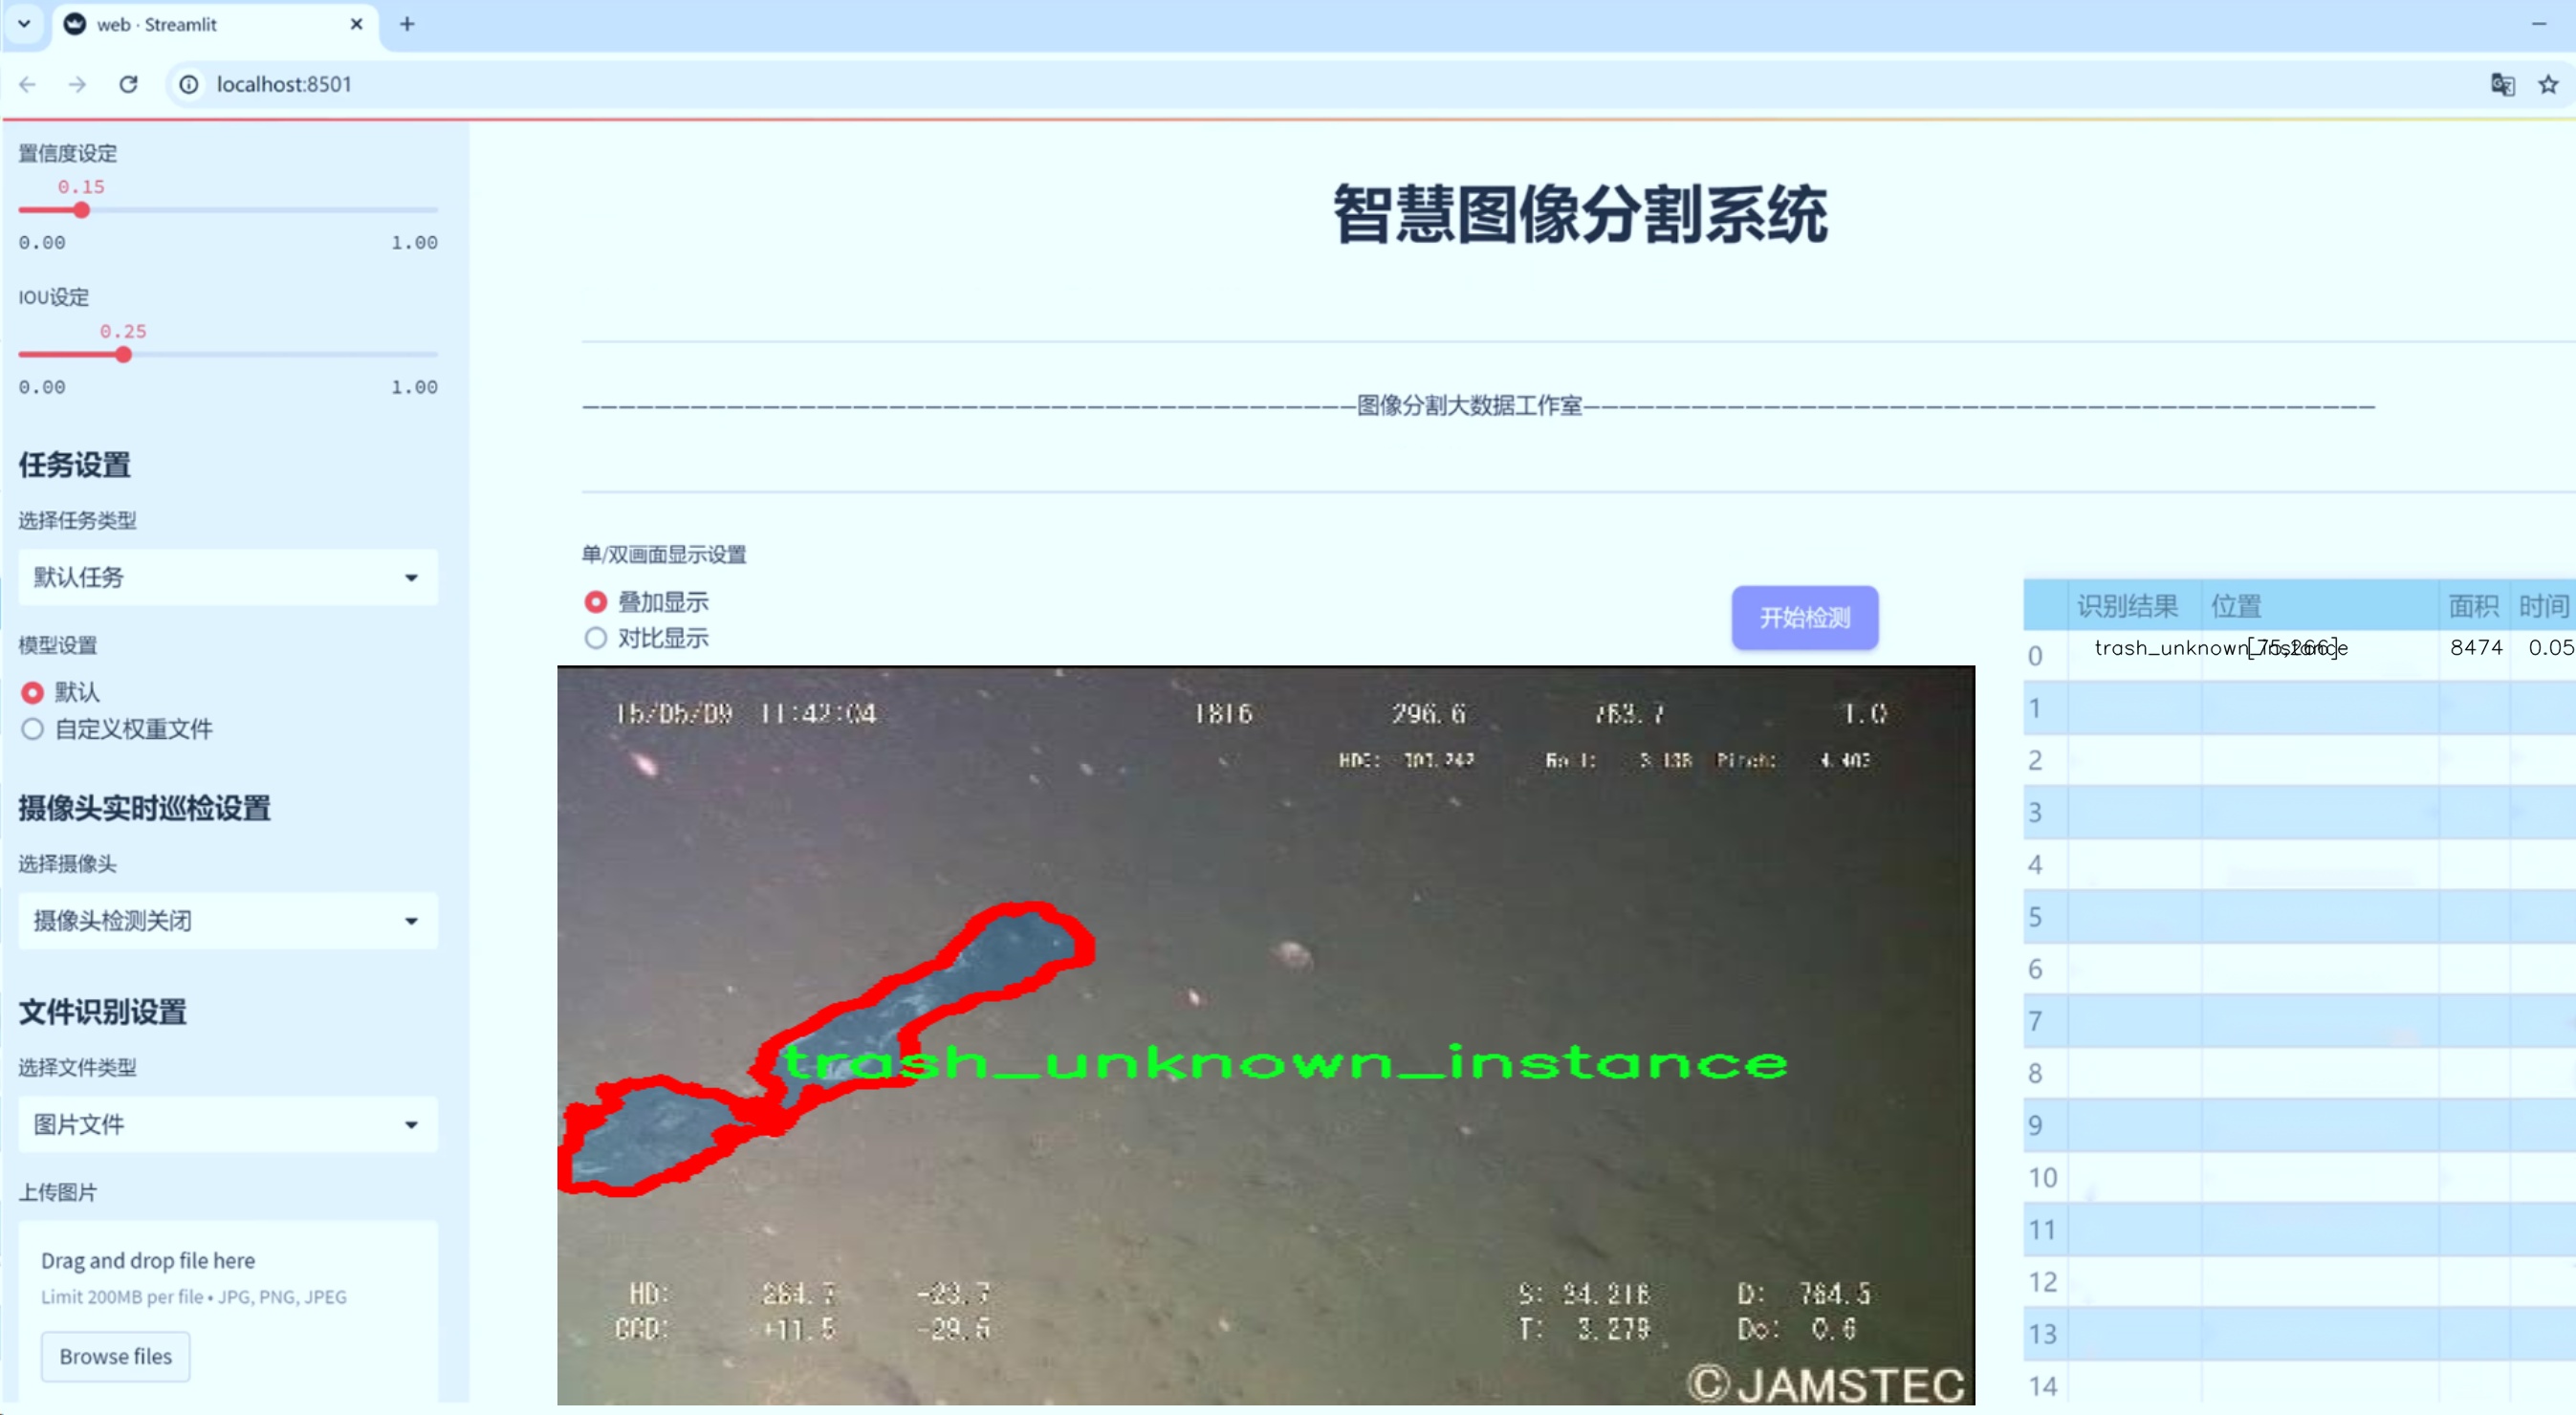 web · Streamlit
localhost:8501
置信度设定
0.15
0.00 1.00
IOU设定
0.25
0.00 1.00
任务设置
选择任务类型
默认任务
模型设置
默认
自定义权重文件
摄像头实时巡检设置
选择摄像头
摄像头检测关闭
文件识别设置
选择文件类型
图片文件
上传图片
Drag and drop file here
Limit 200MB per file • JPG, PNG, JPEG
Browse files
智慧图像分割系统
图像分割大数据工作室
单/双画面显示设置
叠加显示
对比显示
开始检测
15/05/09 11:42:04 1816 296.6 763.7 1.0
Roll: Pitch:
trash_unknown_instance
HD: 264.7 -23.7 S: 34.216 D: 764.5
+11.5 -29.6 T: 3.279 Do: 0.6
©JAMSTEC
识别结果 位置 面积 时间
0 trash_unknown_instance [75,266] 8474 0.05
1
2
3
4
5
6
7
8
9
10
11
12
13
14